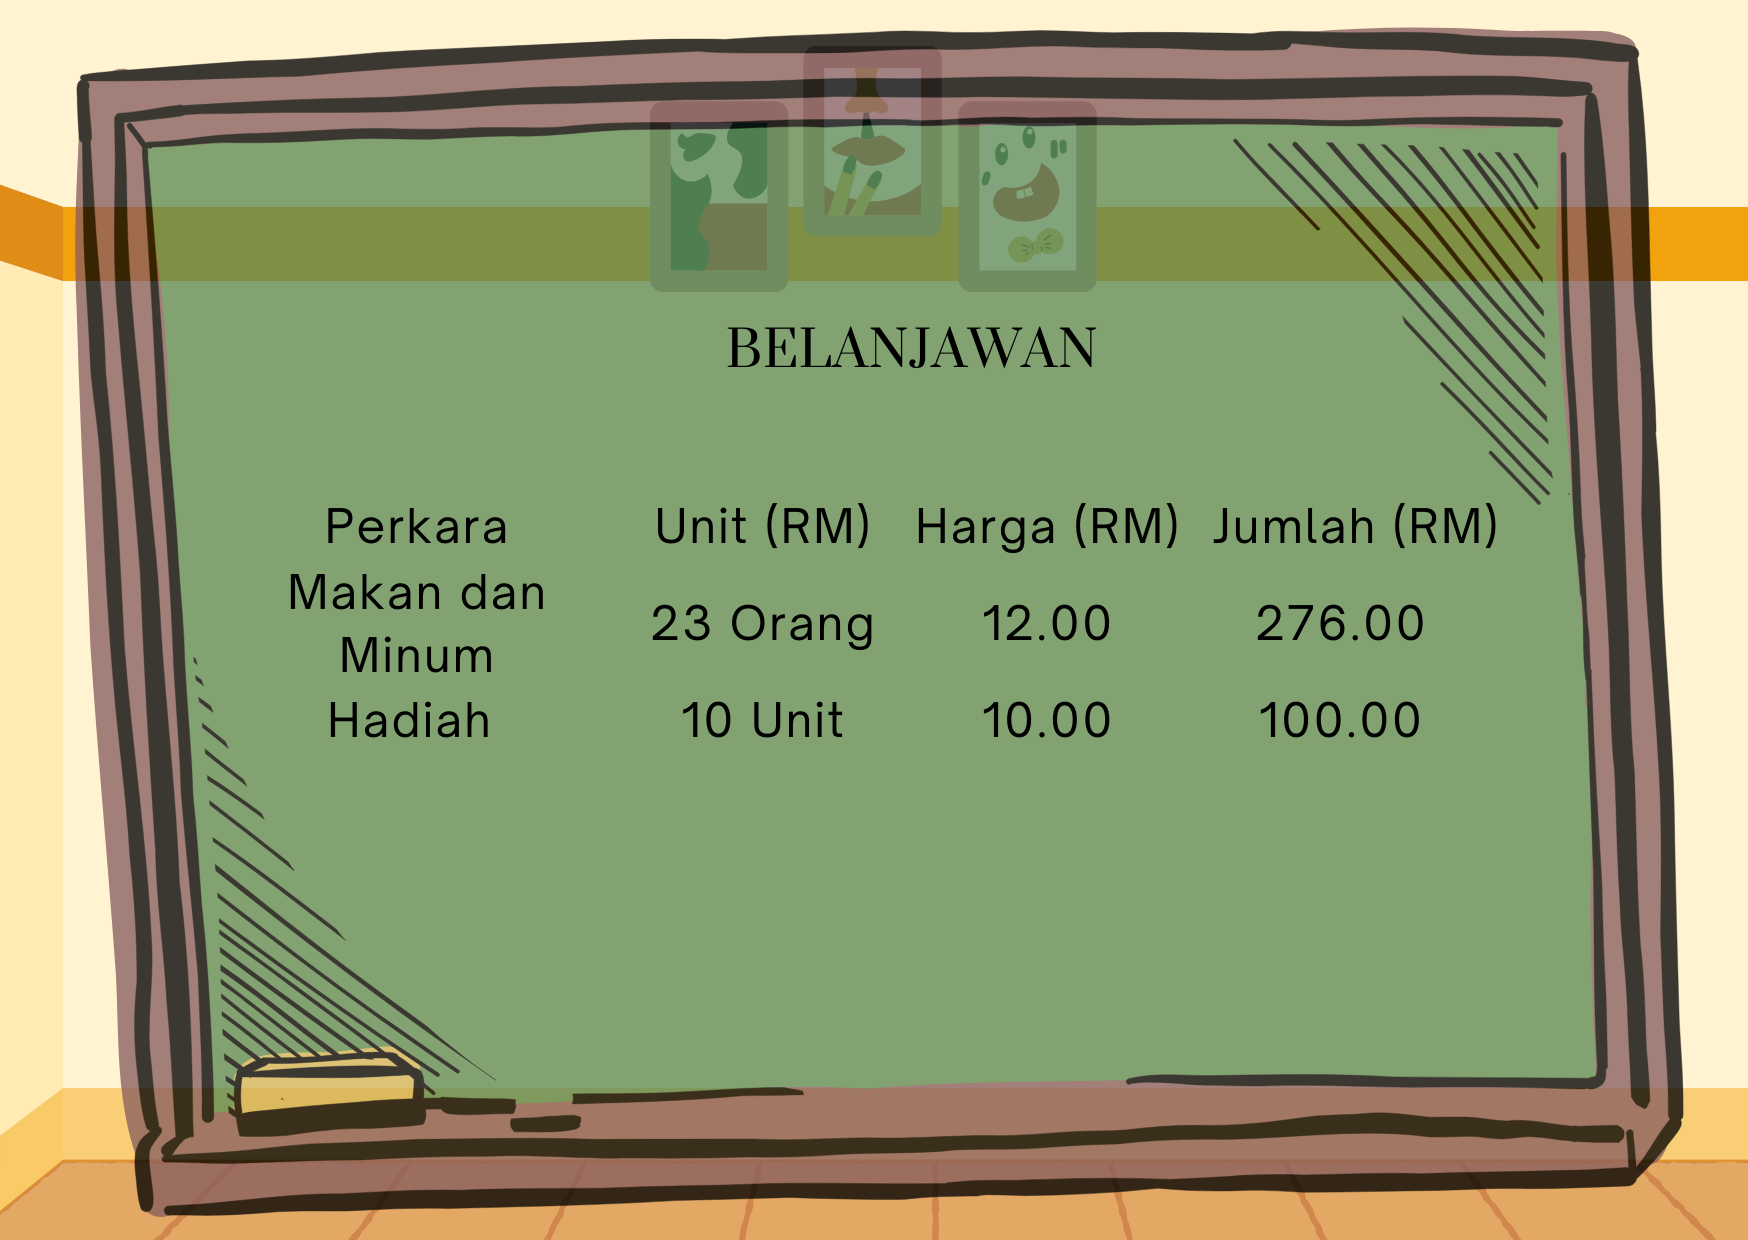 BELANJAWAN
Perkara Unit (RM) Harga (RM) Jumlah (RM)
Makan dan
Minum
23 Orang 12.00 276.00
Hadiah 10 Unit 10.00 100.00